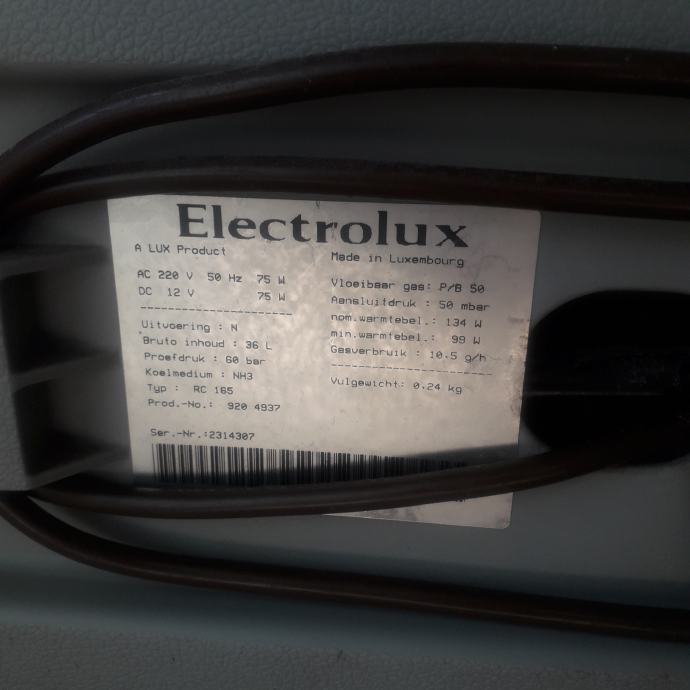 Electrolux
A LUX Product
AC 220 V 50 Hz 75 W
DC 12 V 75 W
--------------------
Uitvoering : N
Bruto inhoud : 36 L
Proefdruk : 60 bar
Koelmedium : NH3
Typ : RC 165
Prod.-No.: 920 4937
Ser.-Nr.:2314307
Made in Luxembourg
Vloeibaar gas: P/B 50
Aansluitdruk : 50 mbar
nom.warmtebel.: 134 W
min.warmtebel.: 99 W
Gasverbruik : 10.5 g/h
--------------------
Vulgewicht: 0.24 kg